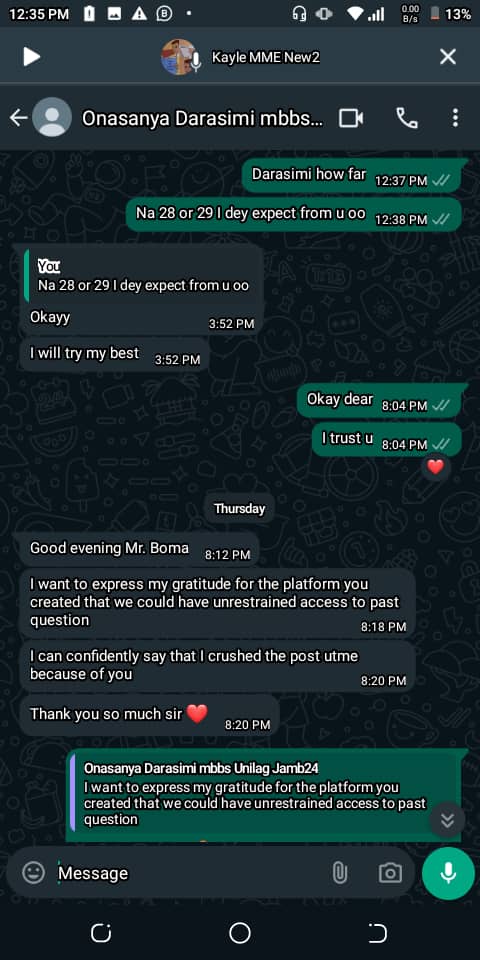 12:35 PM
0.00
B/s
13%
Kayle MME New2
Onasanya Darasimi mbbs...
Darasimi how far 12:37 PM
Na 28 or 29 I dey expect from u oo 12:38 PM
You
Na 28 or 29 I dey expect from u oo
Okayy 3:52 PM
I will try my best 3:52 PM
Okay dear 8:04 PM
I trust u 8:04 PM
Thursday
Good evening Mr. Boma 8:12 PM
I want to express my gratitude for the platform you
created that we could have unrestrained access to past
question
8:18 PM
I can confidently say that I crushed the post utme
because of you
8:20 PM
Thank you so much sir ❤️ 8:20 PM
Onasanya Darasimi mbbs Unilag Jamb24
I want to express my gratitude for the platform you
created that we could have unrestrained access to past
question
Message